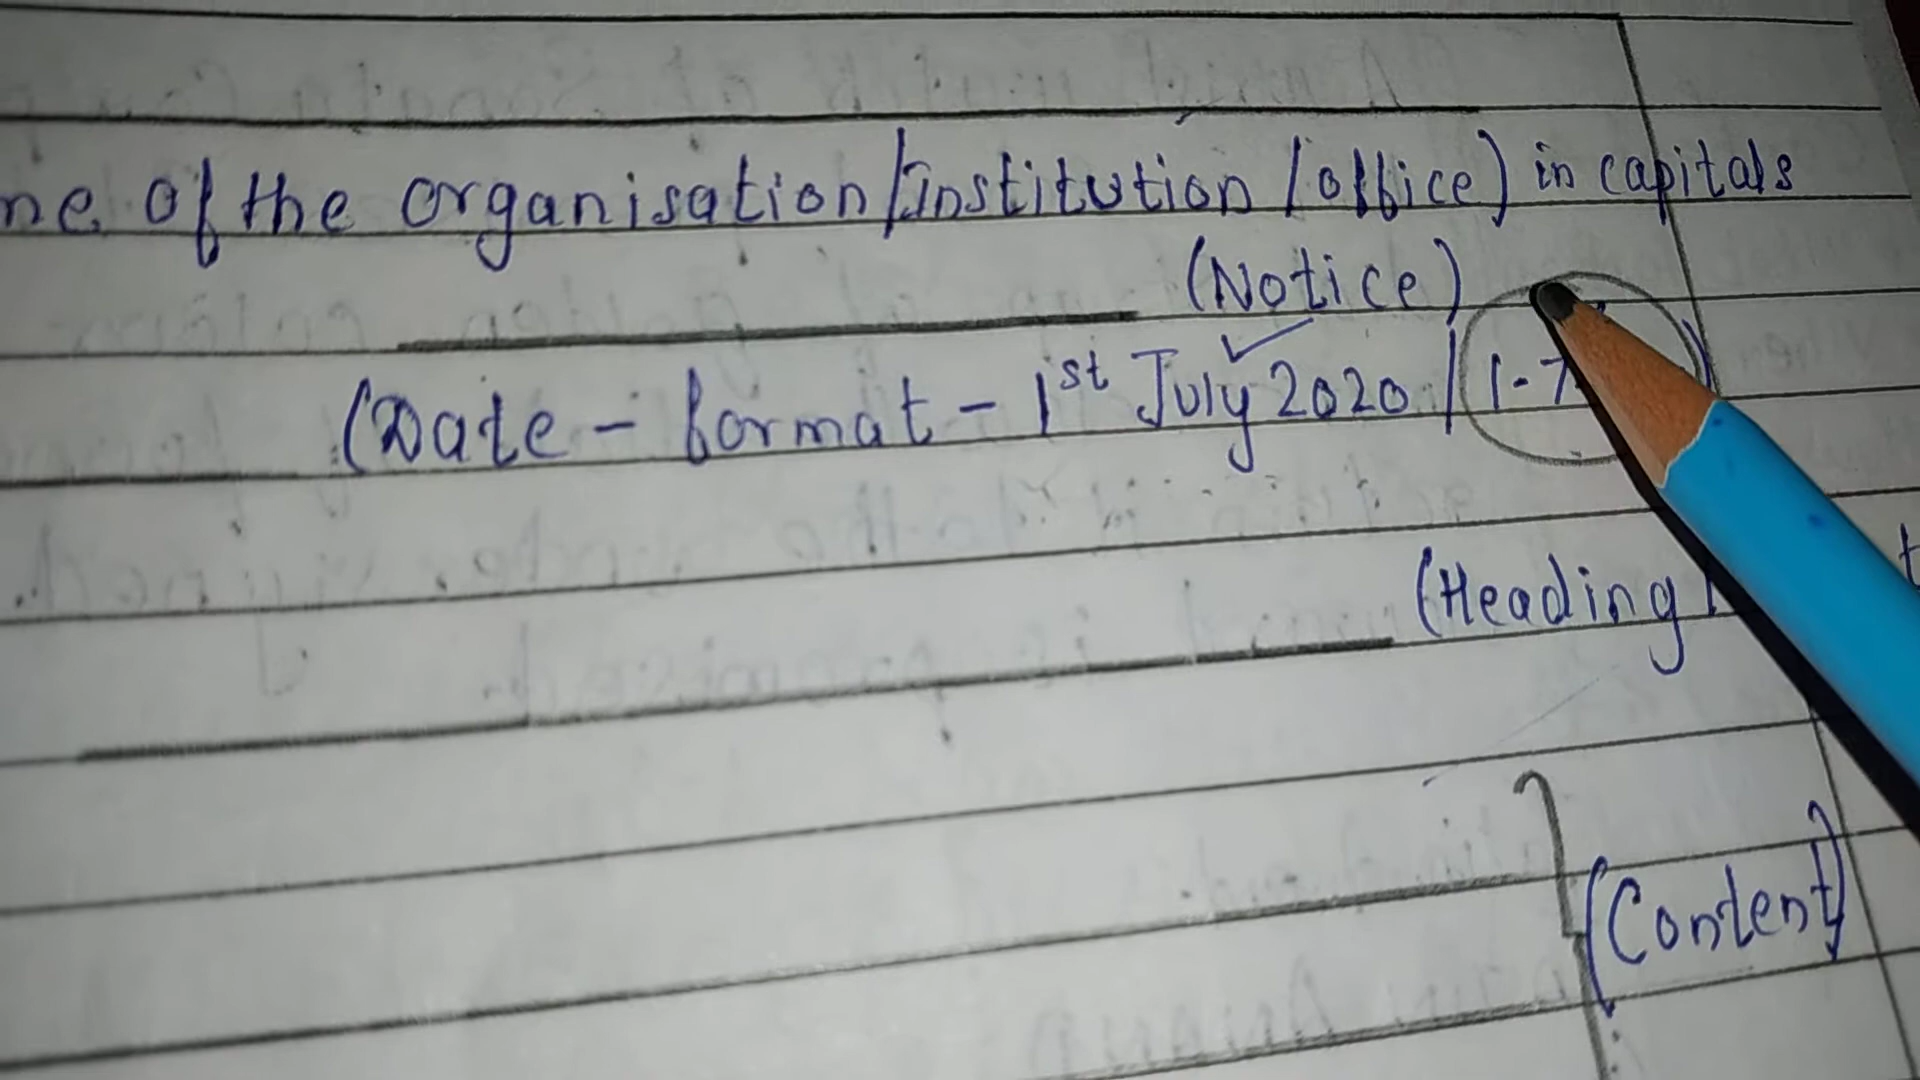 ne of the organisation/Institution/office) in capitals
(Notice)
(Date - format - 1st July 2020 / 1-7
(Heading
(Content)